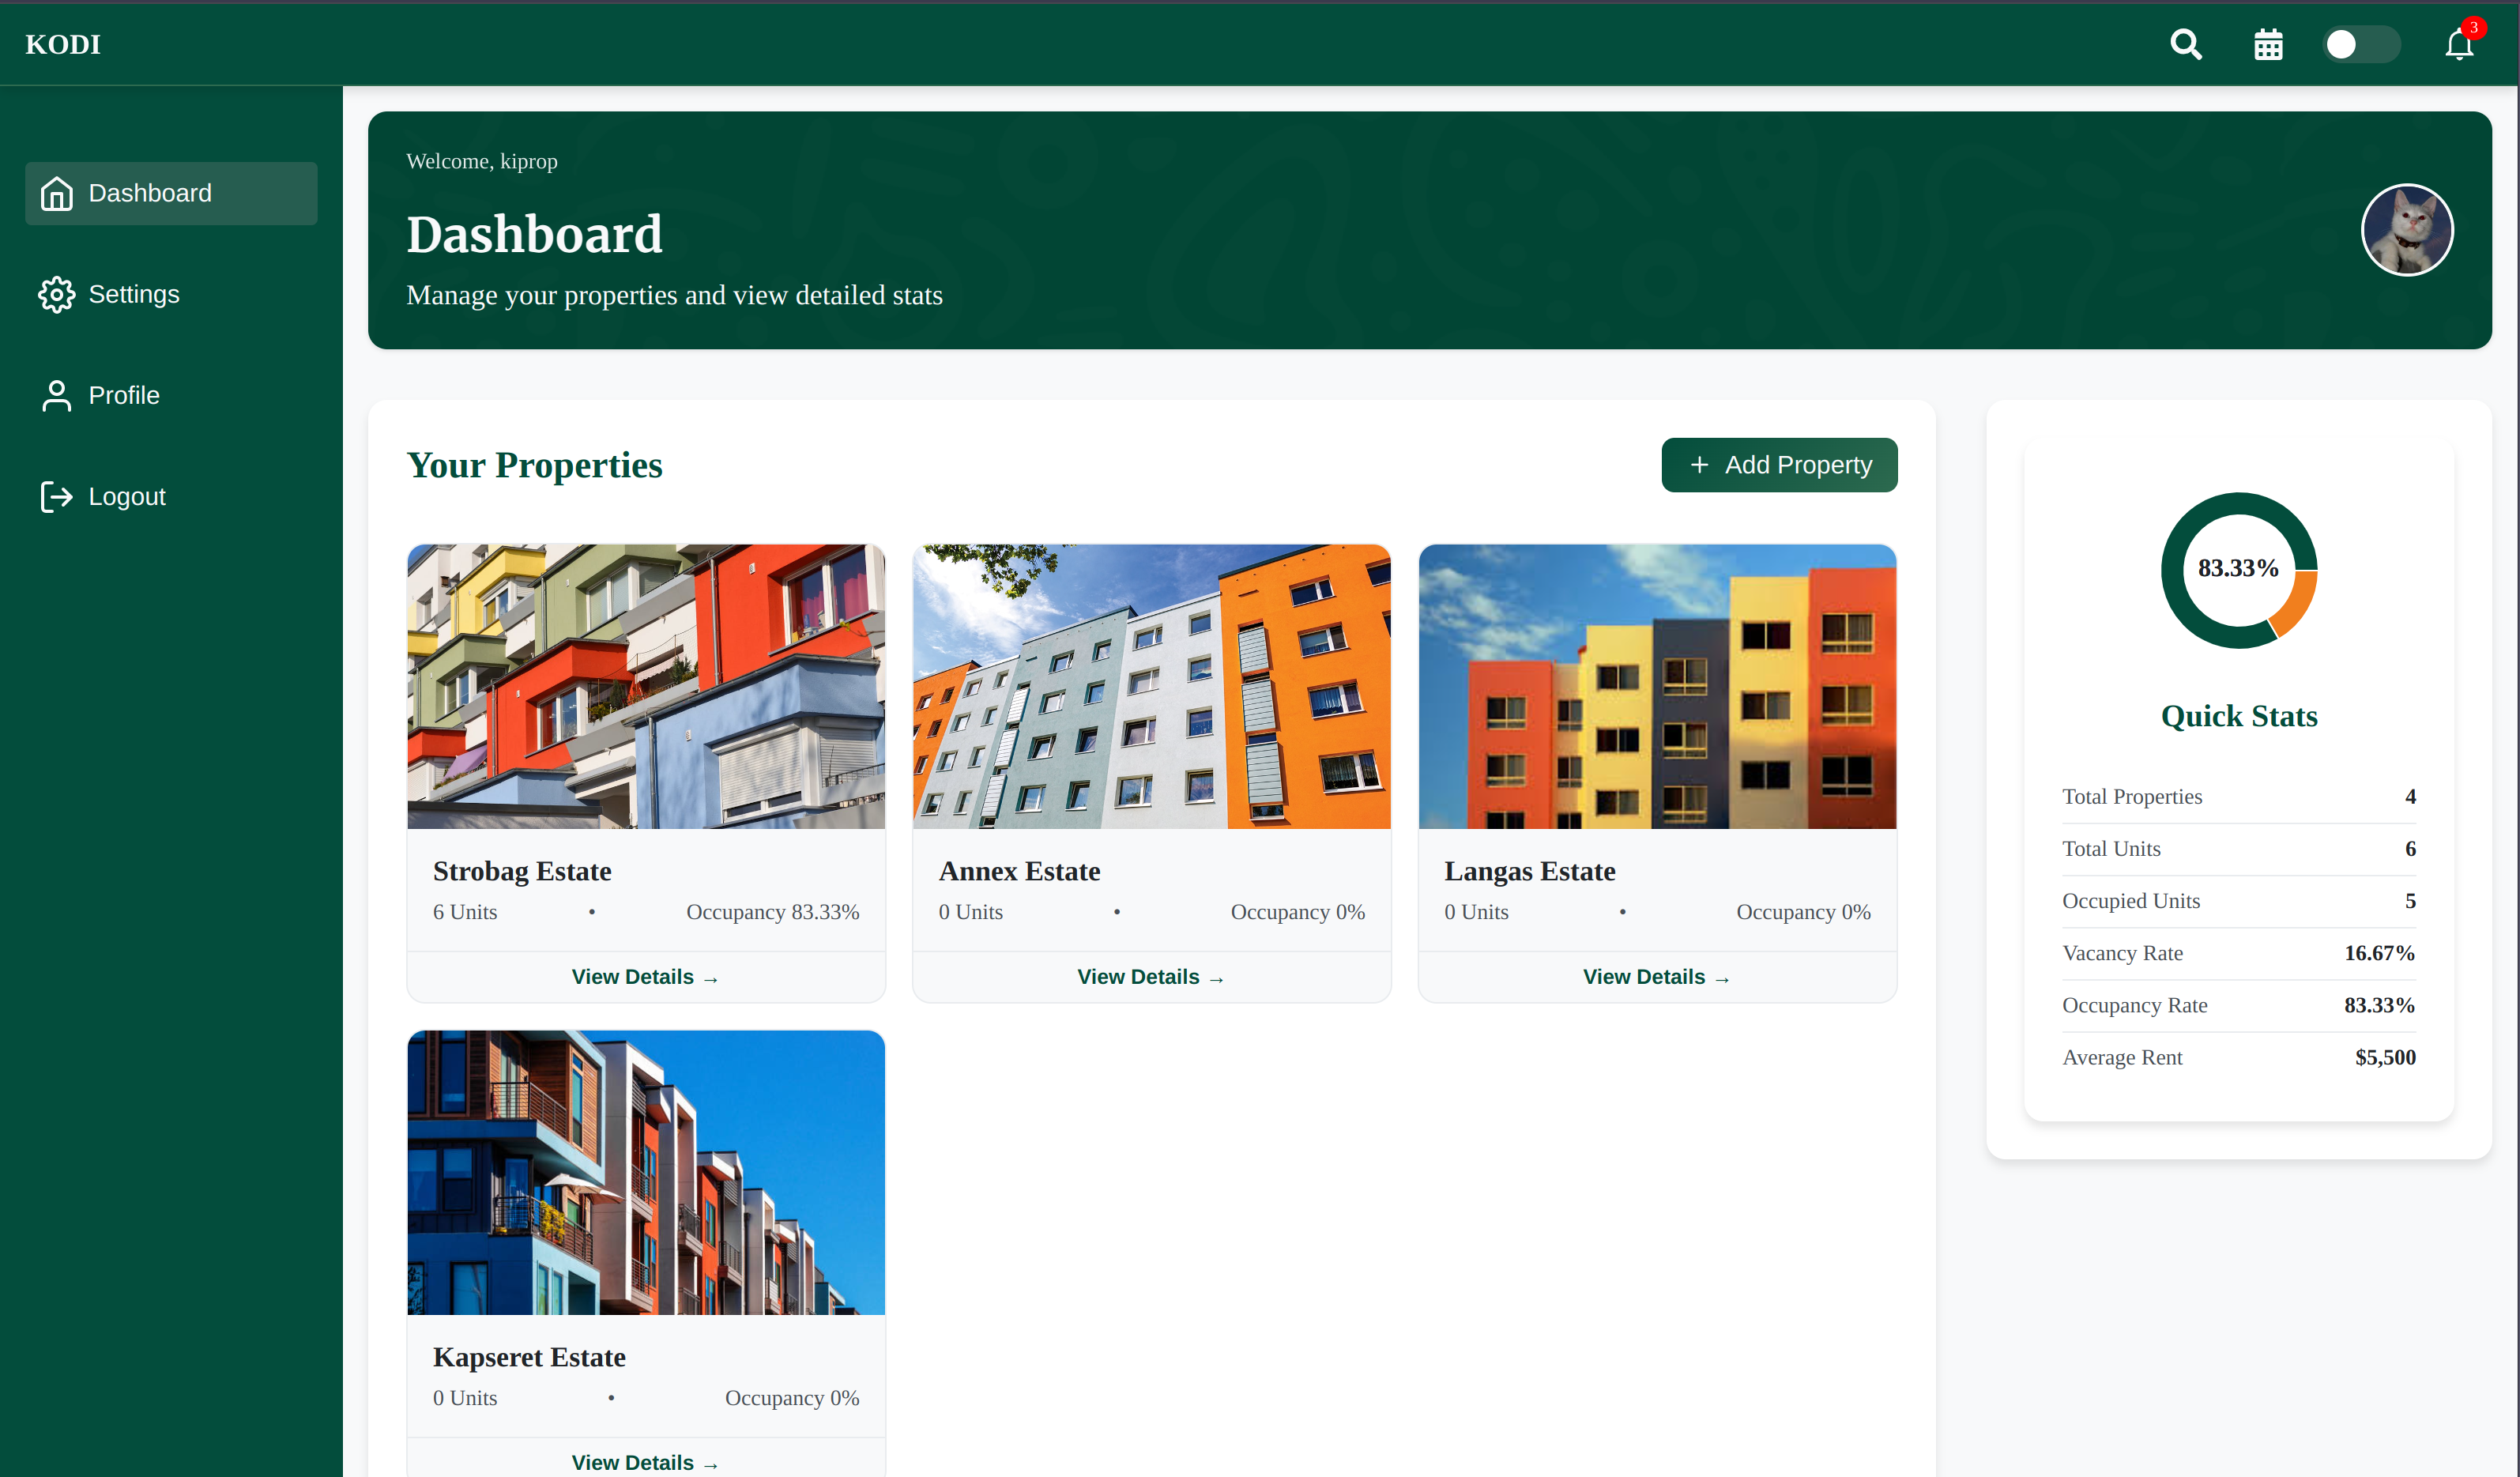 KODI
3
Dashboard
Settings
Profile
Logout
Welcome, kiprop
Dashboard
Manage your properties and view detailed stats
Your Properties
+ Add Property
Strobag Estate
6 Units • Occupancy 83.33%
View Details →
Annex Estate
0 Units • Occupancy 0%
View Details →
Langas Estate
0 Units • Occupancy 0%
View Details →
Kapseret Estate
0 Units • Occupancy 0%
View Details →
83.33%
Quick Stats
Total Properties 4
Total Units 6
Occupied Units 5
Vacancy Rate 16.67%
Occupancy Rate 83.33%
Average Rent $5,500